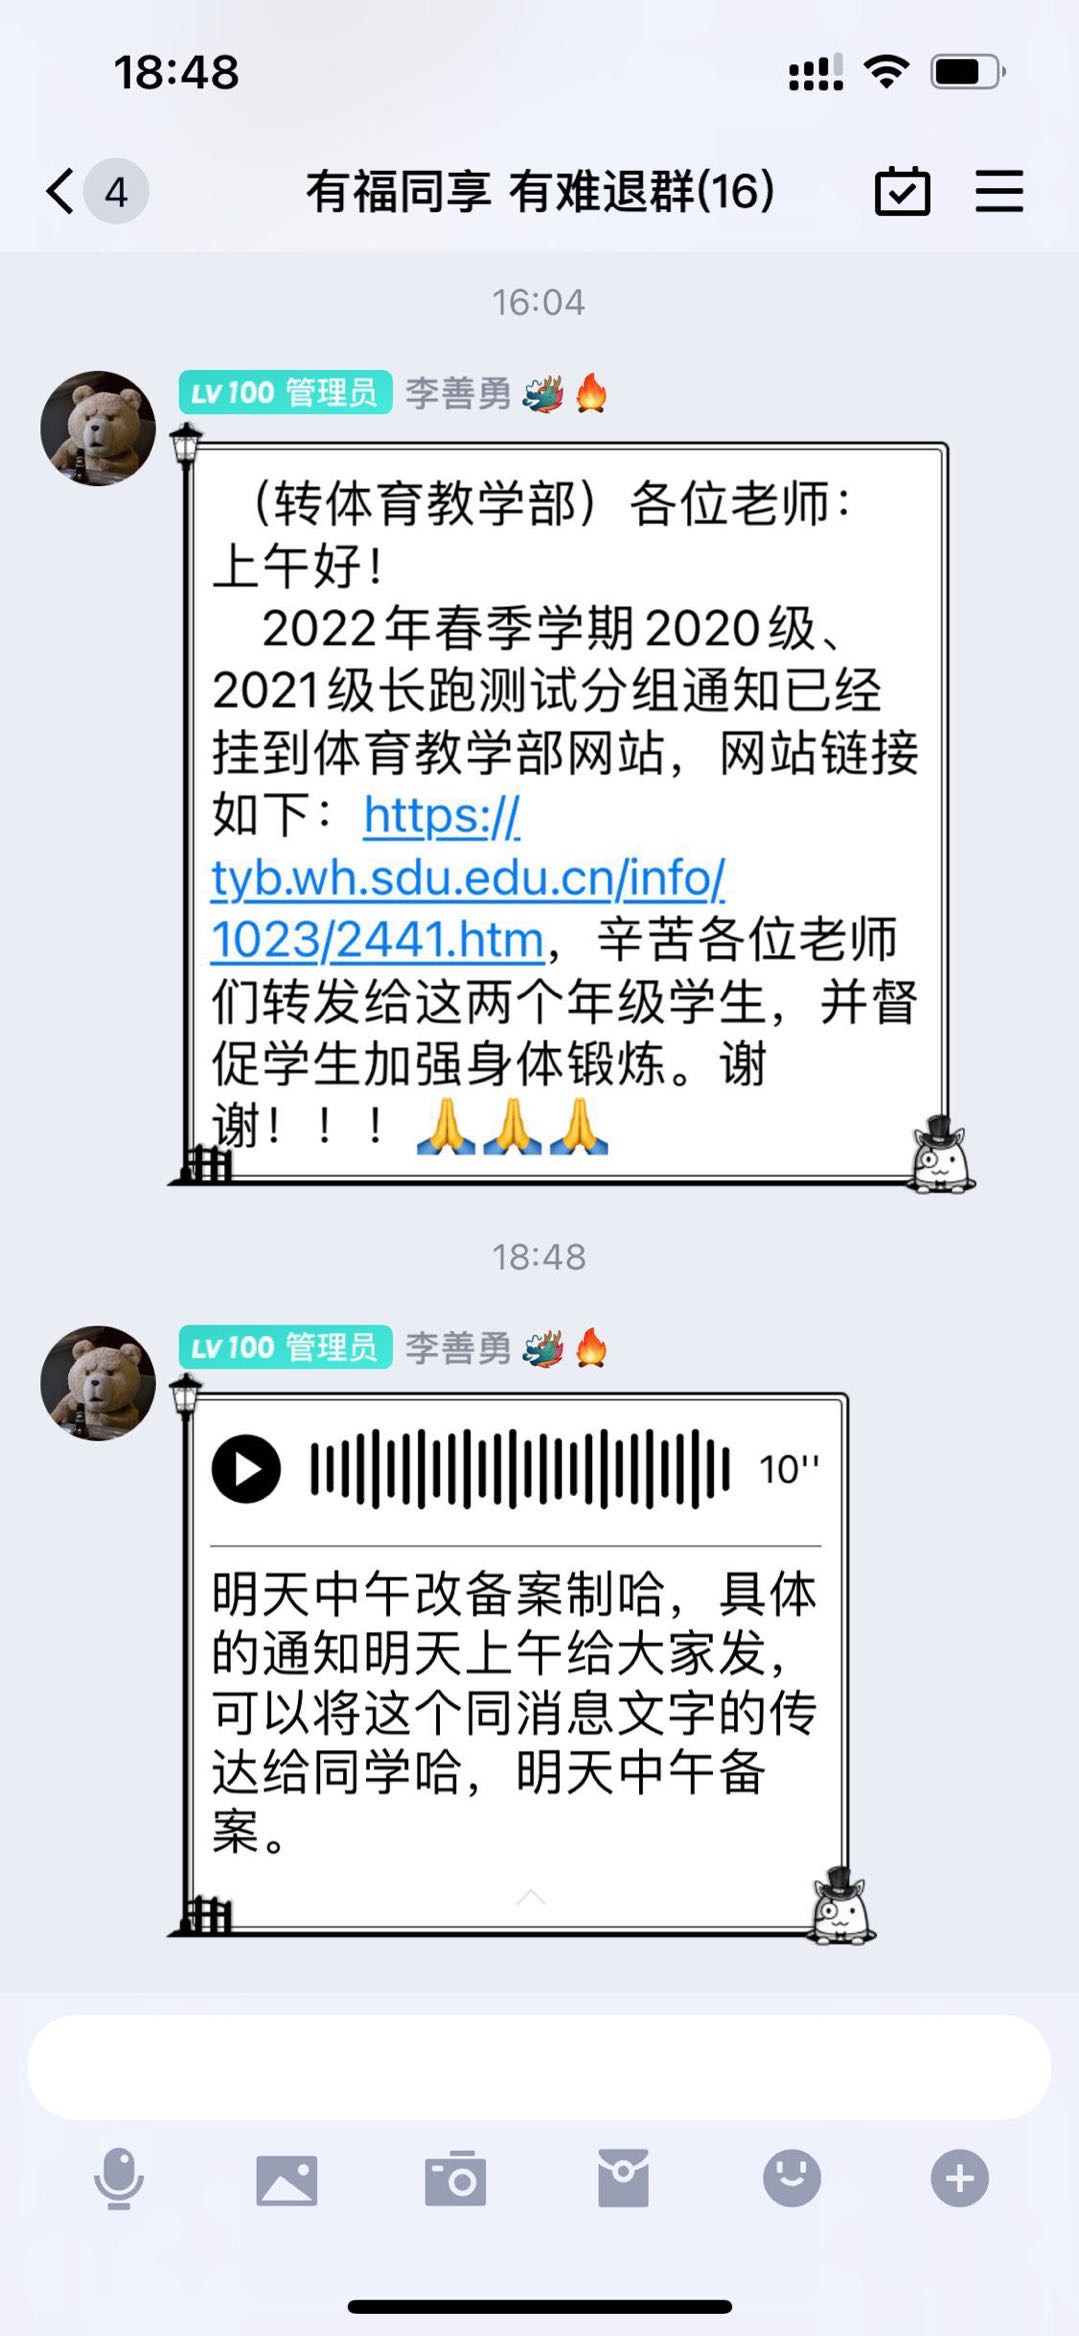 18:48
4
有福同享 有难退群(16)
16:04
LV100 管理员 李善勇🐲🔥
（转体育教学部）各位老师：
上午好！
2022年春季学期2020级、
2021级长跑测试分组通知已经
挂到体育教学部网站，网站链接
如下：https://
tyb.wh.sdu.edu.cn/info/
1023/2441.htm，辛苦各位老师
们转发给这两个年级学生，并督
促学生加强身体锻炼。谢
谢！！！🙏🙏🙏
18:48
LV100 管理员 李善勇🐲🔥
10''
明天中午改备案制哈，具体
的通知明天上午给大家发，
可以将这个同消息文字的传
达给同学哈，明天中午备
案。